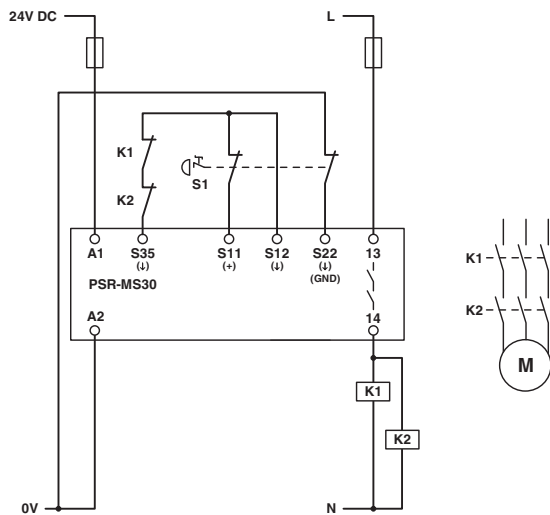 24V DC
L
K1
K2
S1
A1
S35
(↓)
S11
(+)
S12
(↓)
S22
(↓)
(GND)
13
PSR-MS30
A2
14
K1
K2
0V
N
K1
K2
M